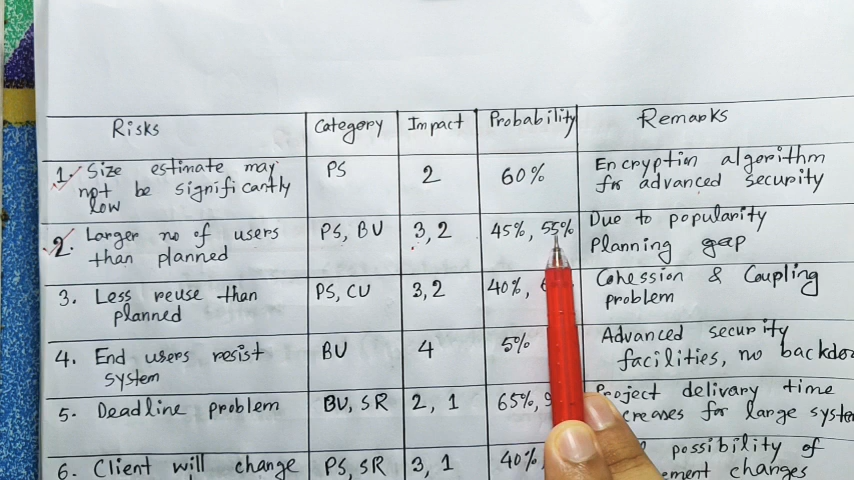 Risks Category Impact Probability Remarks
1. Size estimate may PS 2 60% Encryption algorithm
not be significantly for advanced security
low
2. Larger no of users PS, BU 3, 2 45%, 55% Due to popularity
than planned Planning gap
3. Less reuse than PS, CU 3,2 40%, Cohession & Coupling
planned problem
4. End users resist BU 4 5% Advanced security
system facilities, no
5. Deadline problem BU, SR 2, 1 65%, Project delivary time
for large
6. Client will change PS, SR 3, 1 40%, possibility of
changes